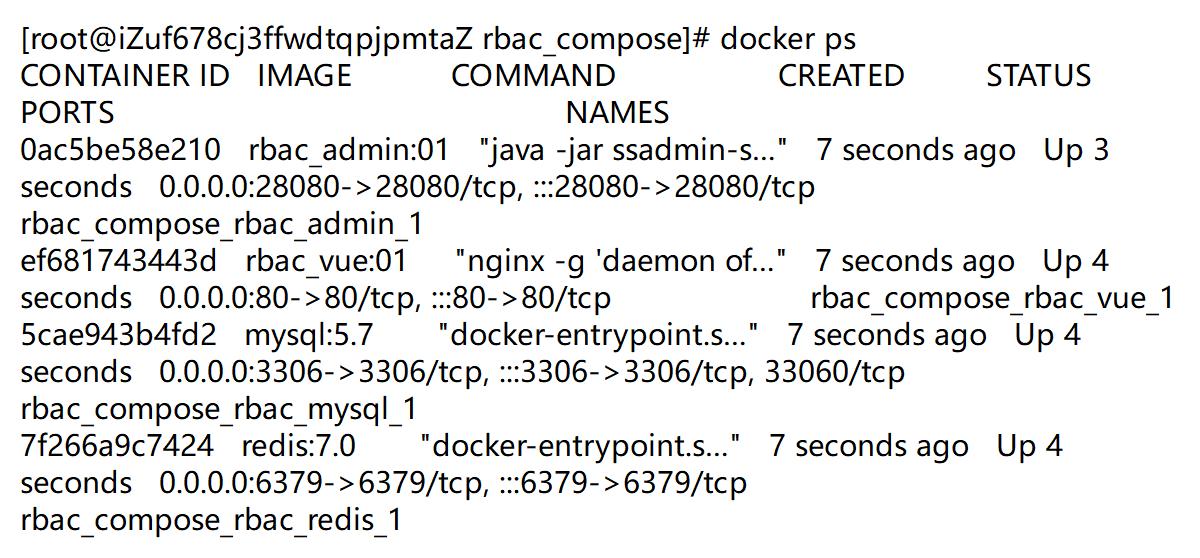 [root@iZuf678cj3ffwdtqpjpmtaZ rbac_compose]# docker ps
CONTAINER ID IMAGE COMMAND CREATED STATUS
PORTS NAMES
0ac5be58e210 rbac_admin:01 "java -jar ssadmin-s…" 7 seconds ago Up 3
seconds 0.0.0.0:28080->28080/tcp, :::28080->28080/tcp
rbac_compose_rbac_admin_1
ef681743443d rbac_vue:01 "nginx -g 'daemon of…" 7 seconds ago Up 4
seconds 0.0.0.0:80->80/tcp, :::80->80/tcp rbac_compose_rbac_vue_1
5cae943b4fd2 mysql:5.7 "docker-entrypoint.s…" 7 seconds ago Up 4
seconds 0.0.0.0:3306->3306/tcp, :::3306->3306/tcp, 33060/tcp
rbac_compose_rbac_mysql_1
7f266a9c7424 redis:7.0 "docker-entrypoint.s…" 7 seconds ago Up 4
seconds 0.0.0.0:6379->6379/tcp, :::6379->6379/tcp
rbac_compose_rbac_redis_1